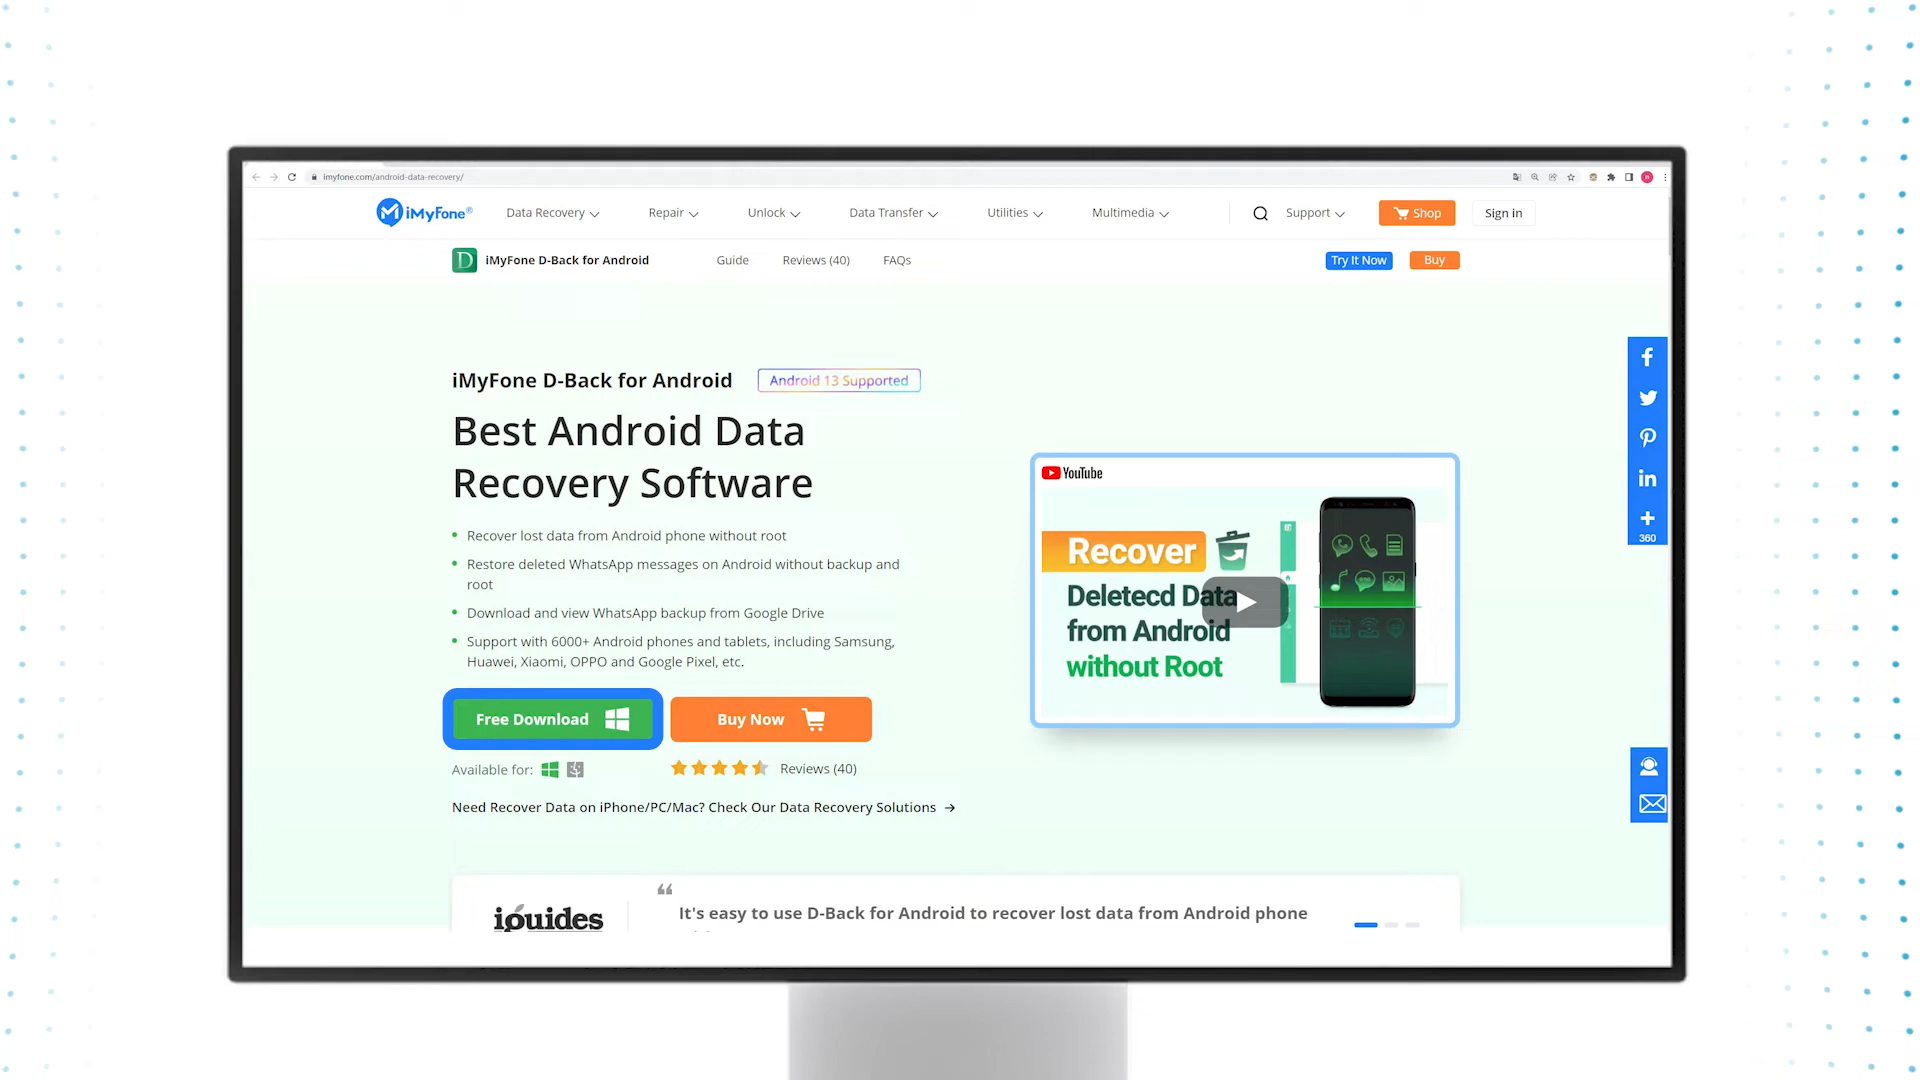 imyfone.com/android-data-recovery/
iMyFone®
Data Recovery
Repair
Unlock
Data Transfer
Utilities
Multimedia
Support
Shop
Sign in
D
iMyFone D-Back for Android
Guide
Reviews (40)
FAQs
Try It Now
Buy
iMyFone D-Back for Android
Android 13 Supported
Best Android Data
Recovery Software
Recover lost data from Android phone without root
Restore deleted WhatsApp messages on Android without backup and
root
Download and view WhatsApp backup from Google Drive
Support with 6000+ Android phones and tablets, including Samsung,
Huawei, Xiaomi, OPPO and Google Pixel, etc.
Free Download
Buy Now
Available for:
Reviews (40)
Need Recover Data on iPhone/PC/Mac? Check Our Data Recovery Solutions →
YouTube
Recover
Deletecd Data
from Android
without Root
360
iguides
It's easy to use D-Back for Android to recover lost data from Android phone